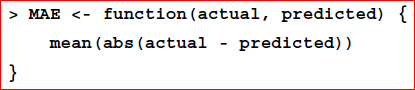 > MAE <- function(actual, predicted) {
    mean(abs(actual - predicted))
}